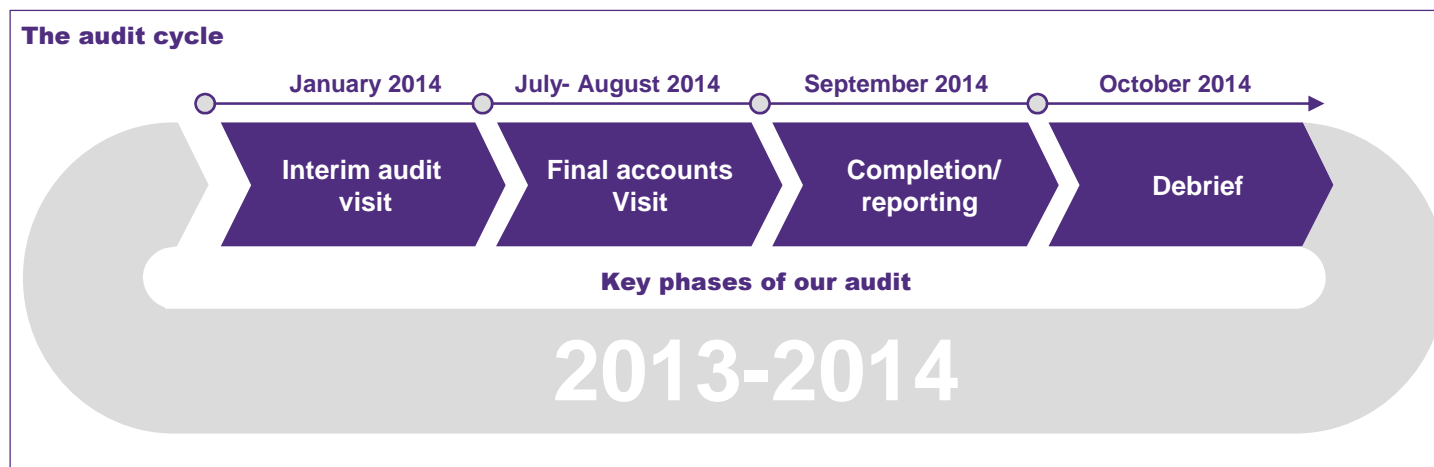 The audit cycle
January 2014
July- August 2014
September 2014
October 2014
Interim audit
visit
Final accounts
Visit
Completion/
reporting
Debrief
Key phases of our audit
2013-2014